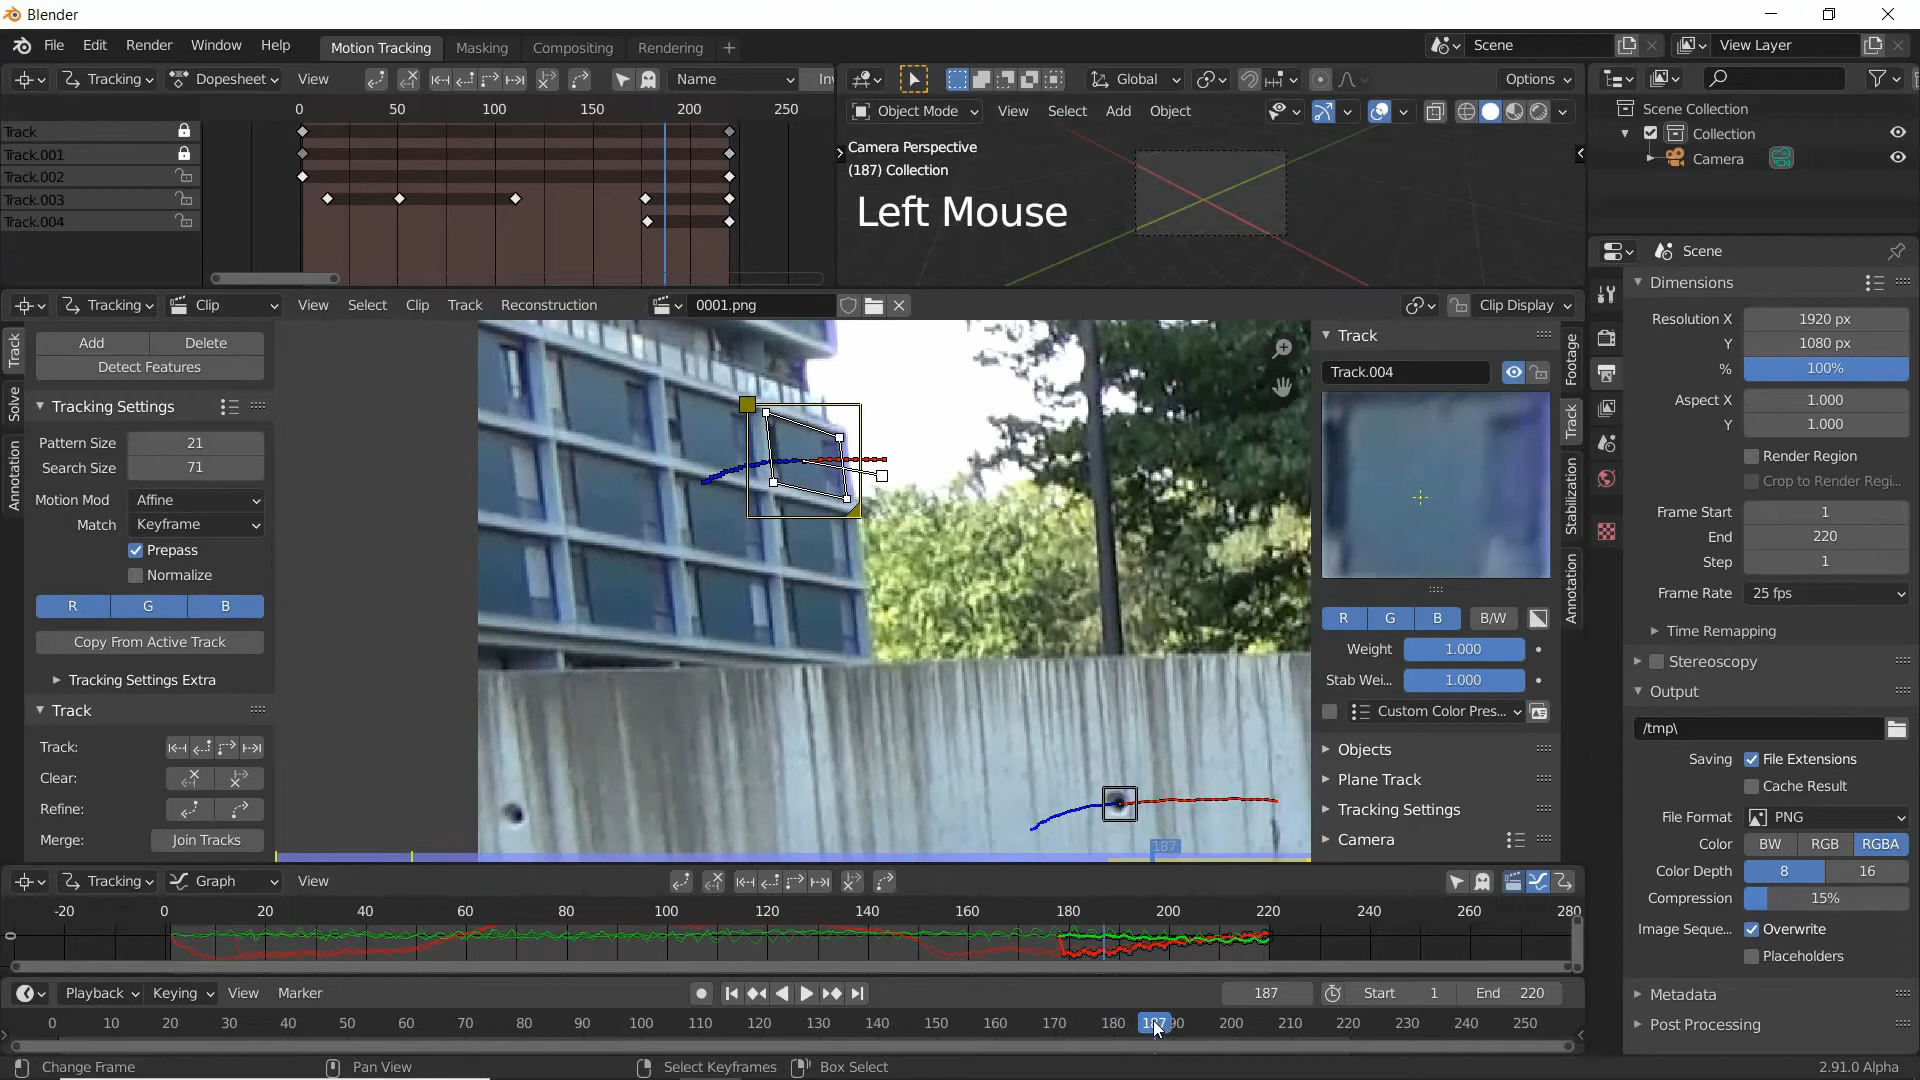 Blender
File Edit Render Window Help Motion Tracking Masking Compositing Rendering + Scene View Layer
Tracking Dopesheet View Name Inv Global Options
0 50 100 150 200 250
Object Mode View Select Add Object
Track
Track.001
Track.002
Track.003
Track.004
Camera Perspective
(187) Collection
Left Mouse
Scene Collection
Collection
Camera
Tracking Clip View Select Clip Track Reconstruction 0001.png Clip Display
Track
Solve
Annotation
Add Delete
Detect Features
Tracking Settings
Pattern Size 21
Search Size 71
Motion Mod Affine
Match Keyframe
Prepass
Normalize
R G B
Copy From Active Track
Tracking Settings Extra
Track
Track:
Clear:
Refine:
Merge: Join Tracks
187
Track
Track.004
R G B B/W
Weight 1.000
Stab Wei... 1.000
Custom Color Pres...
Objects
Plane Track
Tracking Settings
Camera
Footage
Track
Stabilization
Annotation
Scene
Dimensions
Resolution X 1920 px
Y 1080 px
% 100%
Aspect X 1.000
Y 1.000
Render Region
Crop to Render Regi...
Frame Start 1
End 220
Step 1
Frame Rate 25 fps
Time Remapping
Stereoscopy
Output
/tmp\
Saving File Extensions
Cache Result
File Format PNG
Color BW RGB RGBA
Color Depth 8 16
Compression 15%
Image Seque... Overwrite
Placeholders
Metadata
Post Processing
Tracking Graph View
-20 0 20 40 60 80 100 120 140 160 180 200 220 240 260 280
0
Playback Keying View Marker 187 Start 1 End 220
0 10 20 30 40 50 60 70 80 90 100 110 120 130 140 150 160 170 180 187 90 200 210 220 230 240 250
Change Frame Pan View Select Keyframes Box Select 2.91.0 Alpha